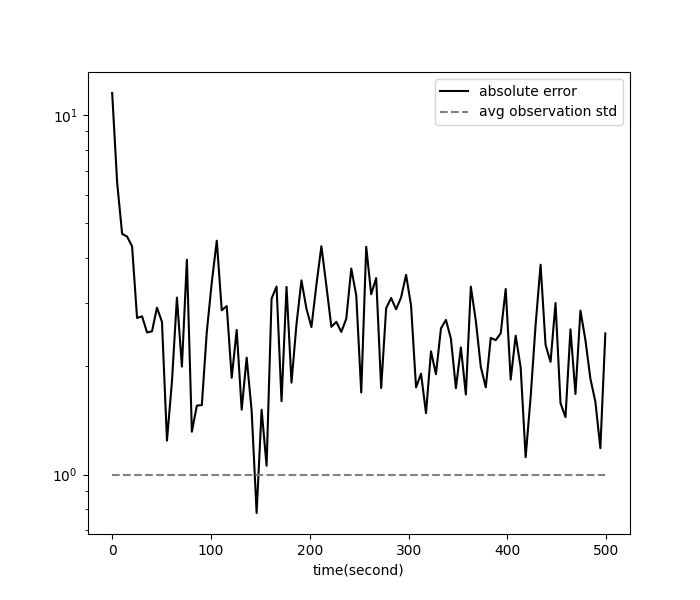 absolute error
avg observation std
10¹
10⁰
0 100 200 300 400 500
time(second)